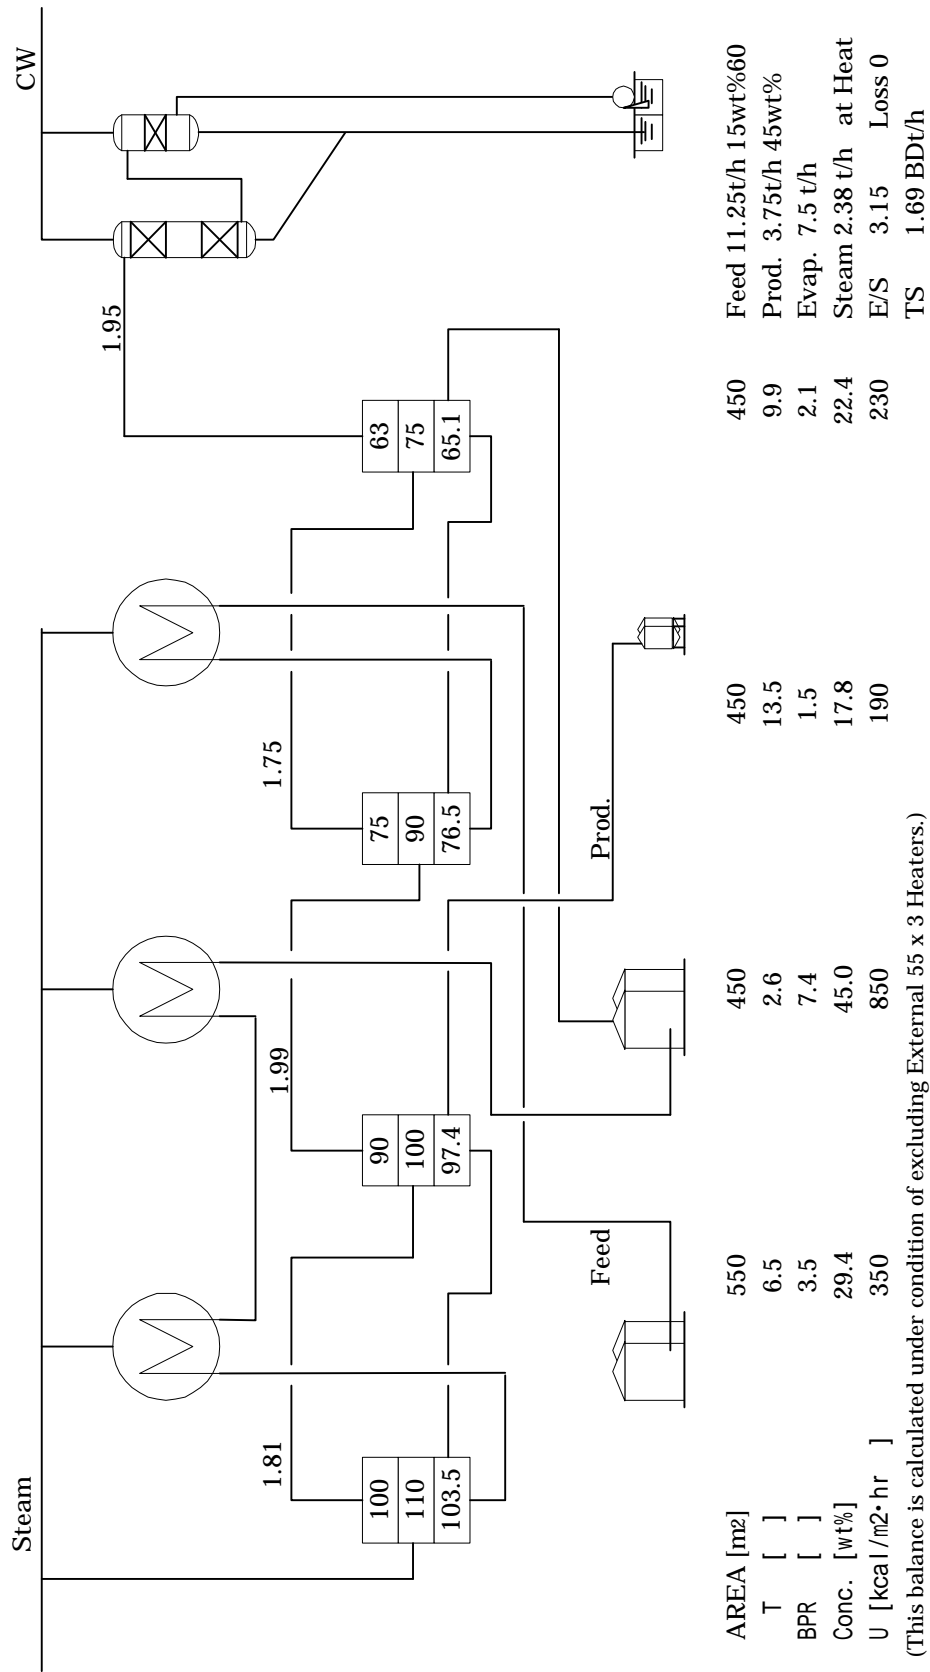 CW
Steam
1.95
1.75
1.99
1.81
100
110
103.5
90
100
97.4
75
90
76.5
63
75
65.1
Feed
Prod.
AREA [m2] 550 450 450 450
T [ ] 6.5 2.6 13.5 9.9
BPR [ ] 3.5 7.4 1.5 2.1
Conc. [wt%] 29.4 45.0 17.8 22.4
U [kcal/m2•hr ] 350 850 190 230
(This balance is calculated under condition of excluding External 55 x 3 Heaters.)
Feed 11.25t/h 15wt%60
Prod. 3.75t/h 45wt%
Evap. 7.5 t/h
Steam 2.38 t/h at Heat
E/S 3.15 Loss 0
TS 1.69 BDt/h